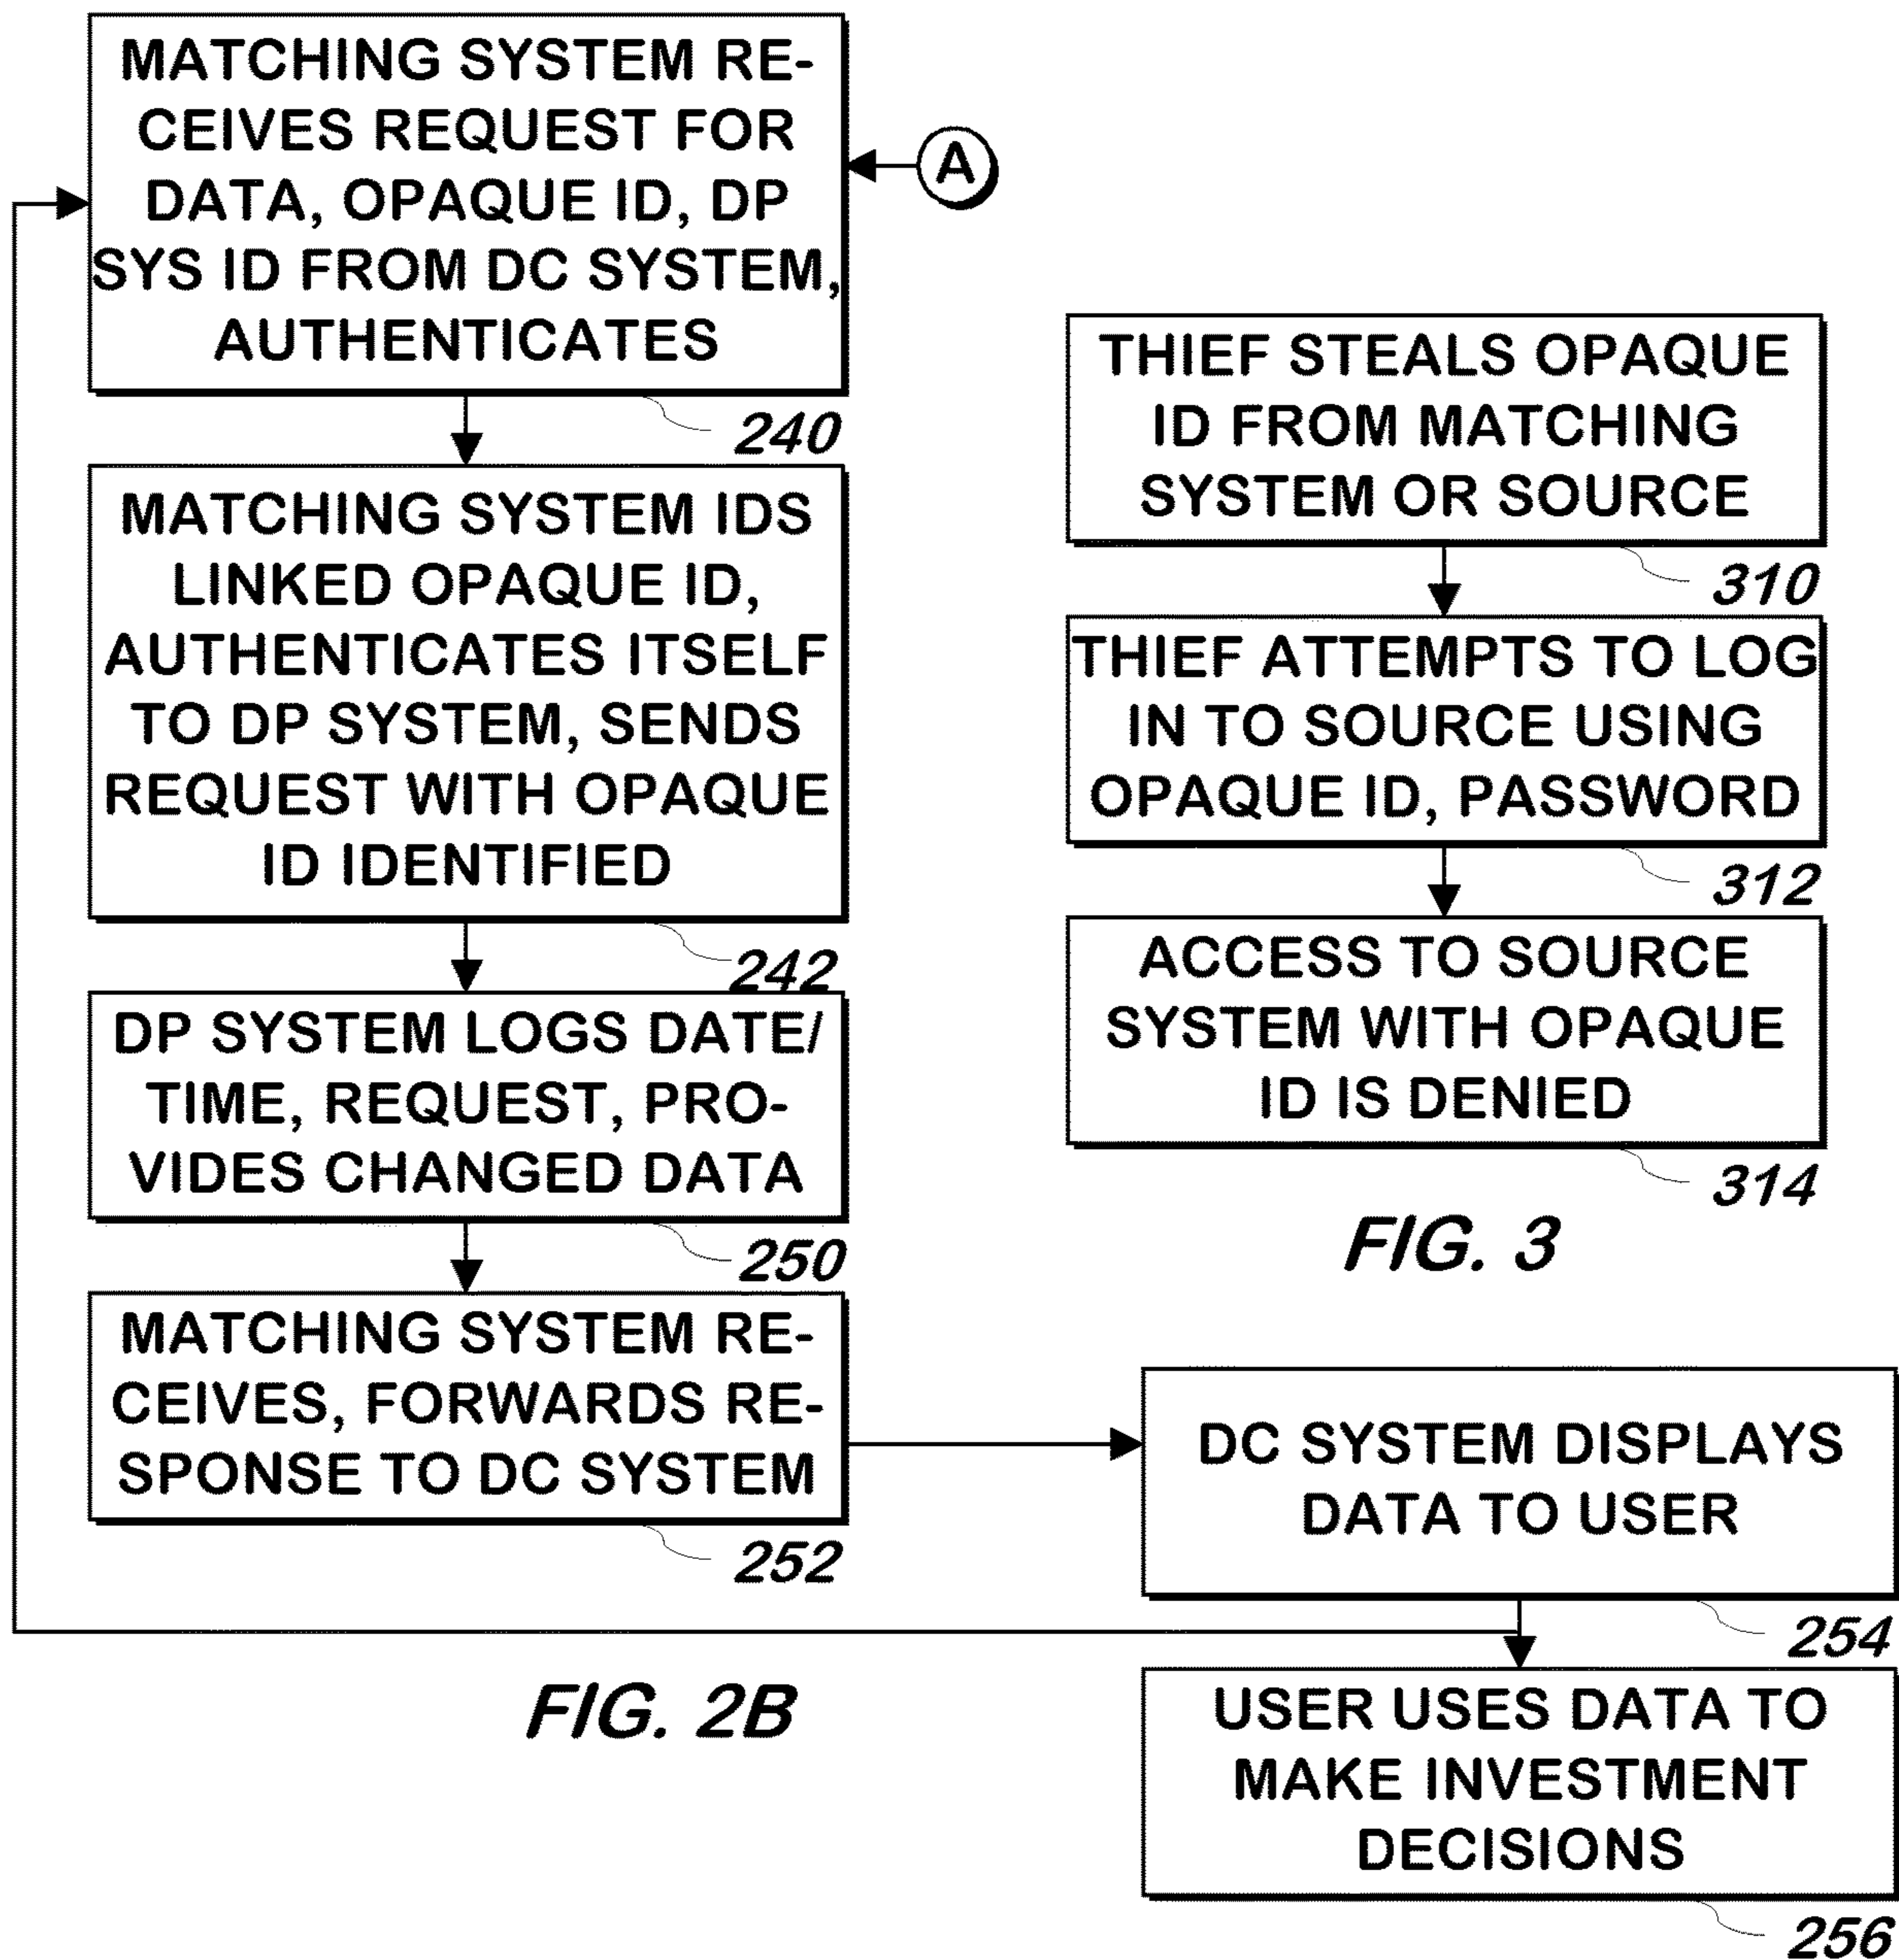 MATCHING SYSTEM RE-
CEIVES REQUEST FOR
DATA, OPAQUE ID, DP
SYS ID FROM DC SYSTEM,
AUTHENTICATES
A
240
MATCHING SYSTEM IDS
LINKED OPAQUE ID,
AUTHENTICATES ITSELF
TO DP SYSTEM, SENDS
REQUEST WITH OPAQUE
ID IDENTIFIED
242
DP SYSTEM LOGS DATE/
TIME, REQUEST, PRO-
VIDES CHANGED DATA
250
MATCHING SYSTEM RE-
CEIVES, FORWARDS RE-
SPONSE TO DC SYSTEM
252
DC SYSTEM DISPLAYS
DATA TO USER
254
USER USES DATA TO
MAKE INVESTMENT
DECISIONS
256
FIG. 2B
THIEF STEALS OPAQUE
ID FROM MATCHING
SYSTEM OR SOURCE
310
THIEF ATTEMPTS TO LOG
IN TO SOURCE USING
OPAQUE ID, PASSWORD
312
ACCESS TO SOURCE
SYSTEM WITH OPAQUE
ID IS DENIED
314
FIG. 3